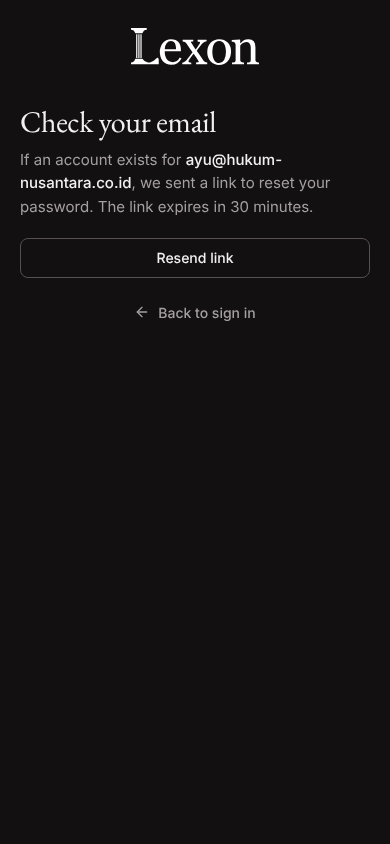 Lexon
Check your email
If an account exists for ayu@hukum-
nusantara.co.id, we sent a link to reset your
password. The link expires in 30 minutes.
Resend link
← Back to sign in